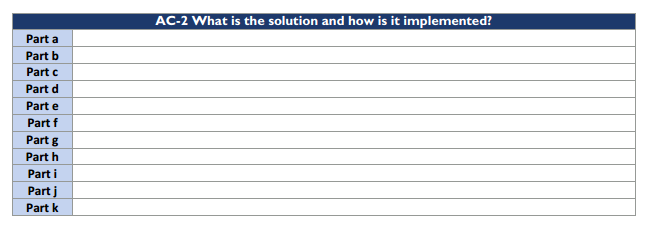 AC-2 What is the solution and how is it implemented?
Part a
Part b
Part c
Part d
Part e
Part f
Part g
Part h
Part i
Part j
Part k